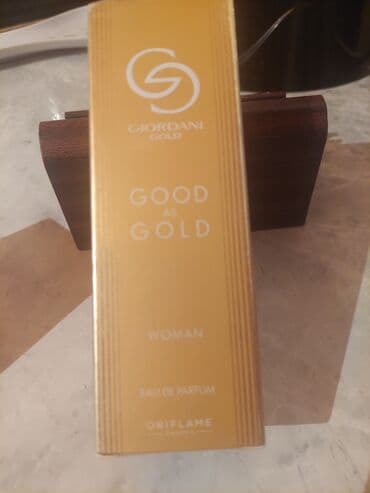 GIORDANI
GOLD
GOOD
AS
GOLD
WOMAN
EAU DE PARFUM
ORIFLAME